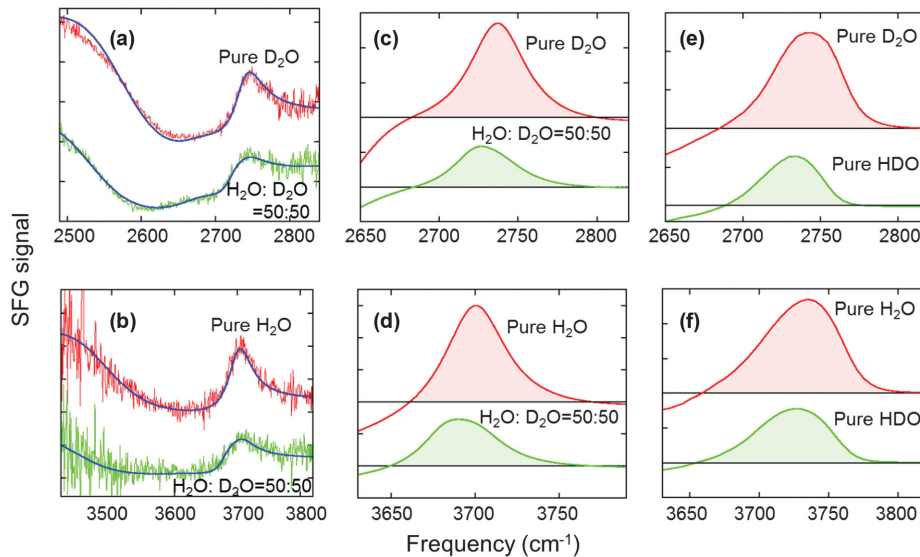 SFG signal
(a)
Pure D₂O
H₂O: D₂O
=50:50
2500 2600 2700 2800
(c)
Pure D₂O
H₂O: D₂O=50:50
2650 2700 2750 2800
(e)
Pure D₂O
Pure HDO
2650 2700 2750 2800
(b)
Pure H₂O
H₂O: D₂O=50:50
3500 3600 3700 3800
(d)
Pure H₂O
H₂O: D₂O=50:50
3650 3700 3750
(f)
Pure H₂O
Pure HDO
3650 3700 3750 3800
Frequency (cm⁻¹)